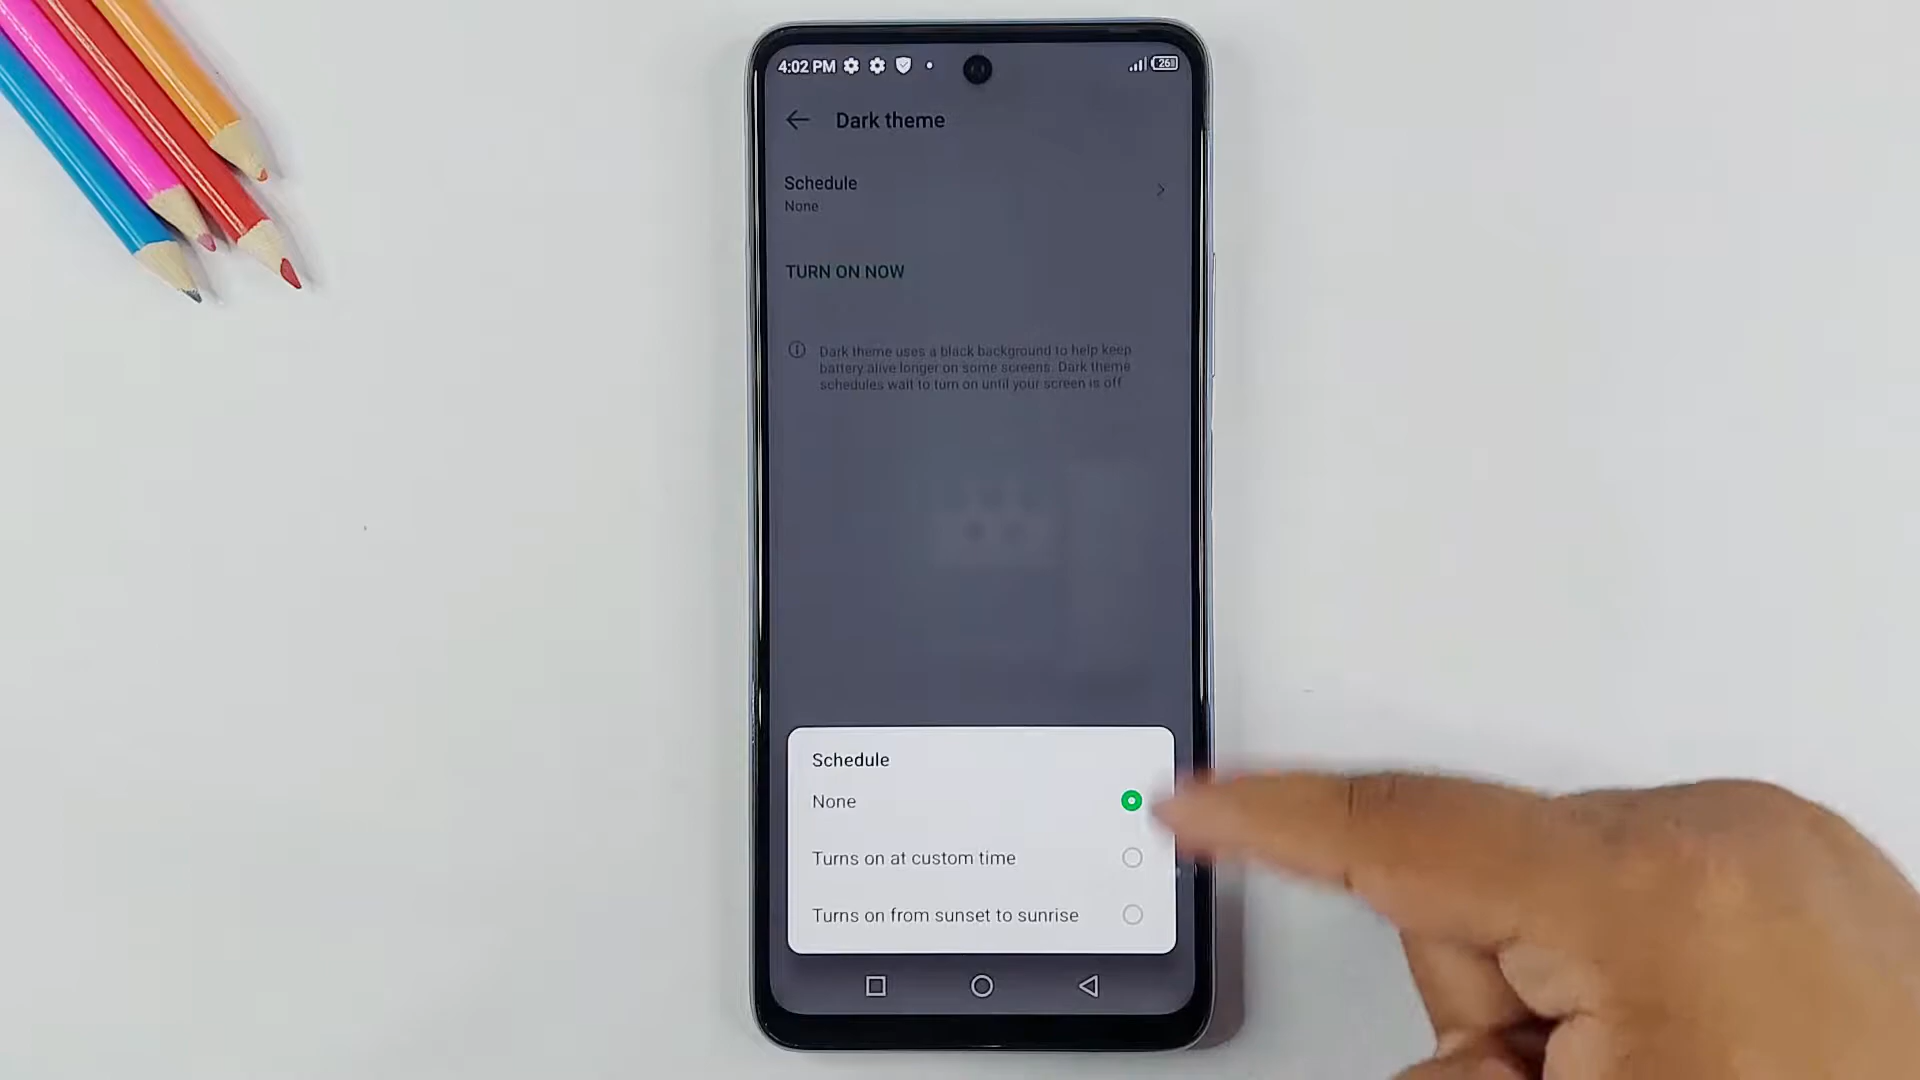 4:02 PM
26
Dark theme
Schedule
None
TURN ON NOW
Dark theme uses a black background to help keep
battery alive longer on some screens. Dark theme
schedules wait to turn on until your screen is off
Schedule
None
Turns on at custom time
Turns on from sunset to sunrise